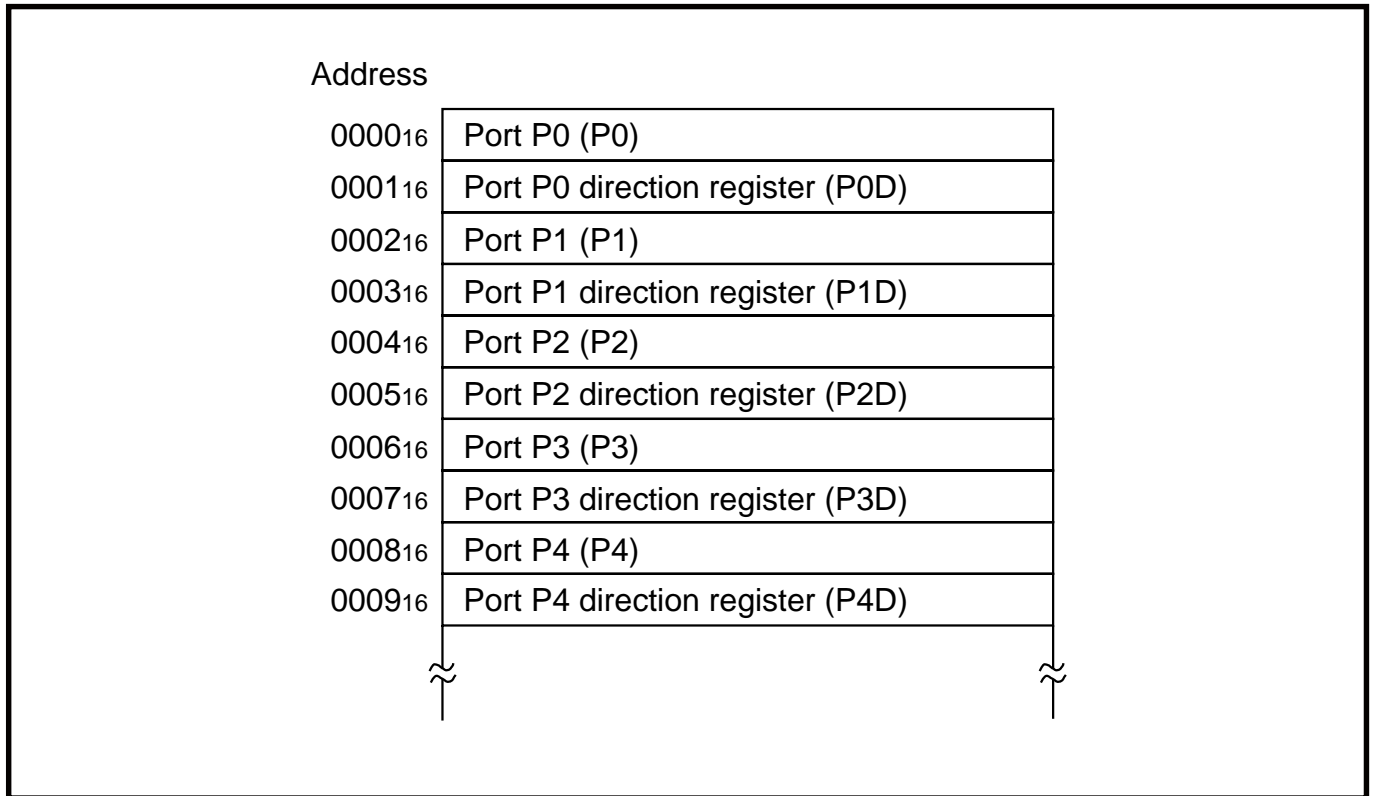 Address
0000₁₆ Port P0 (P0)
0001₁₆ Port P0 direction register (P0D)
0002₁₆ Port P1 (P1)
0003₁₆ Port P1 direction register (P1D)
0004₁₆ Port P2 (P2)
0005₁₆ Port P2 direction register (P2D)
0006₁₆ Port P3 (P3)
0007₁₆ Port P3 direction register (P3D)
0008₁₆ Port P4 (P4)
0009₁₆ Port P4 direction register (P4D)